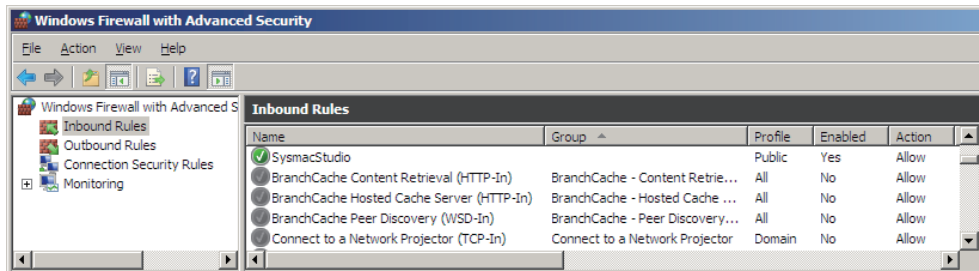 Windows Firewall with Advanced Security
File Action View Help
Windows Firewall with Advanced S
Inbound Rules
Outbound Rules
Connection Security Rules
Monitoring
Inbound Rules
Name Group Profile Enabled Action
SysmacStudio Public Yes Allow
BranchCache Content Retrieval (HTTP-In) BranchCache - Content Retrie... All No Allow
BranchCache Hosted Cache Server (HTTP-In) BranchCache - Hosted Cache ... All No Allow
BranchCache Peer Discovery (WSD-In) BranchCache - Peer Discovery... All No Allow
Connect to a Network Projector (TCP-In) Connect to a Network Projector Domain No Allow